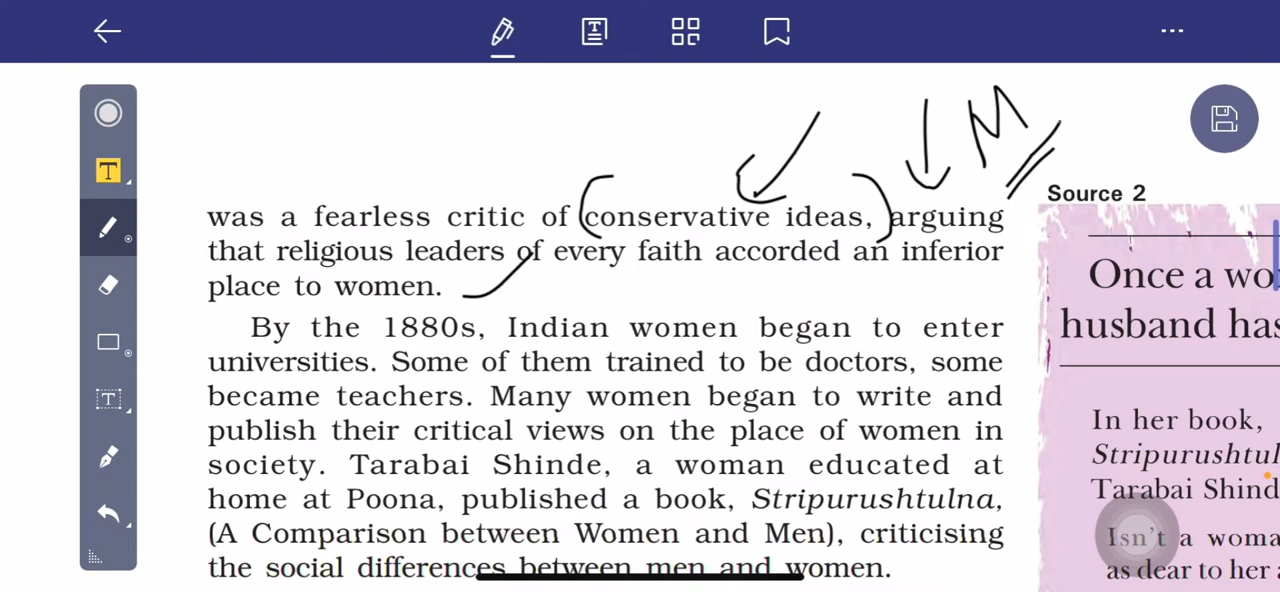 M
was a fearless critic of (conservative ideas,) arguing
that religious leaders of every faith accorded an inferior
place to women.
By the 1880s, Indian women began to enter
universities. Some of them trained to be doctors, some
became teachers. Many women began to write and
publish their critical views on the place of women in
society. Tarabai Shinde, a woman educated at
home at Poona, published a book, Stripurushtulna,
(A Comparison between Women and Men), criticising
the social differences between men and women.
Source 2
Once a
husband has
In her book,
Tarabai
Isn't a
as dear to her